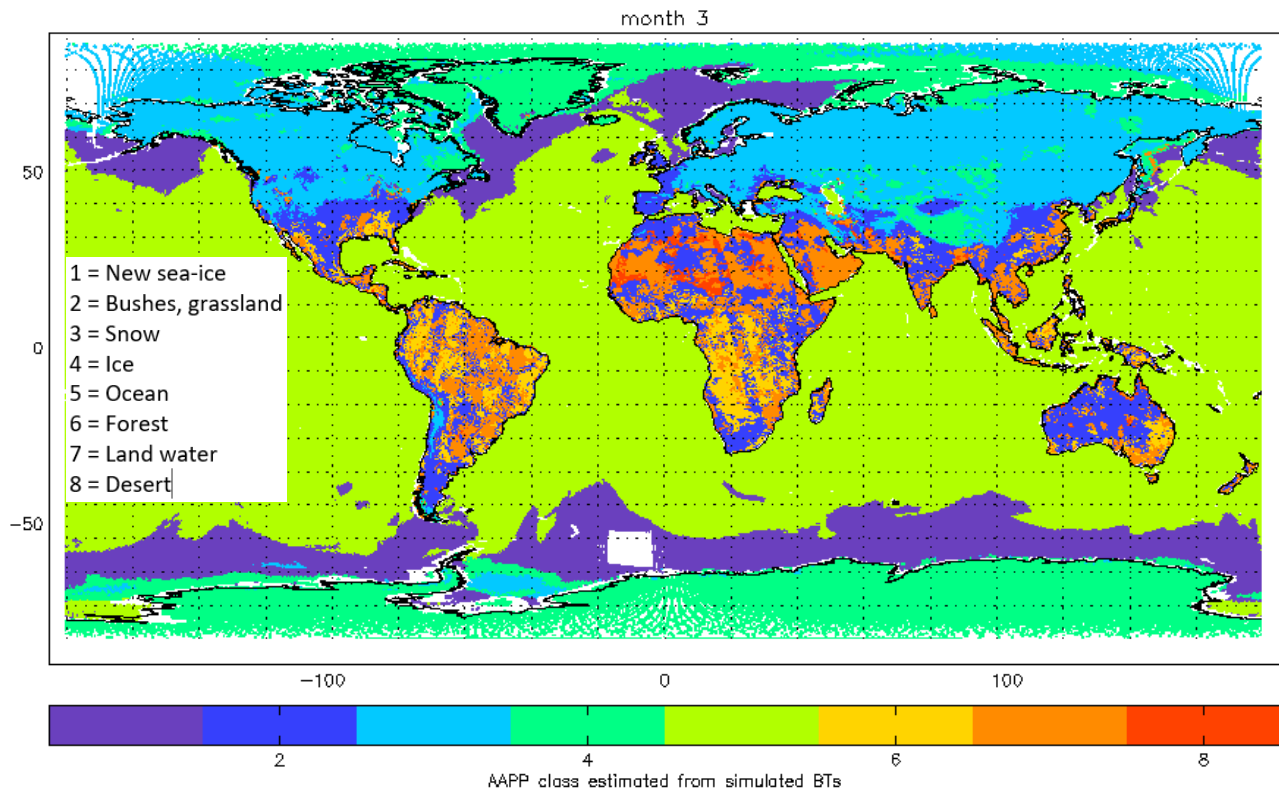 month 3
50
0
−50
1 = New sea-ice
2 = Bushes, grassland
3 = Snow
4 = Ice
5 = Ocean
6 = Forest
7 = Land water
8 = Desert
−100 0 100
2 4 6 8
AAPP class estimated from simulated BTs